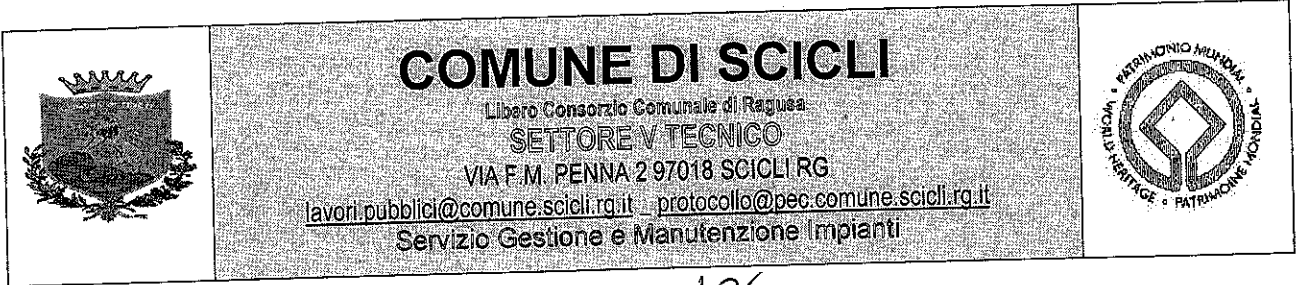 COMUNE DI SCICLI
Libero Consorzio Comunale di Ragusa
SETTORE V TECNICO
VIA F.M. PENNA 2 97018 SCICLI RG
lavori.pubblici@comune.scicli.rg.it _ protocollo@pec.comune.scicli.rg.it
Servizio Gestione e Manutenzione Impianti
PATRIMONIO MUNDIAL • WORLD HERITAGE • PATRIMOINE MONDIAL •